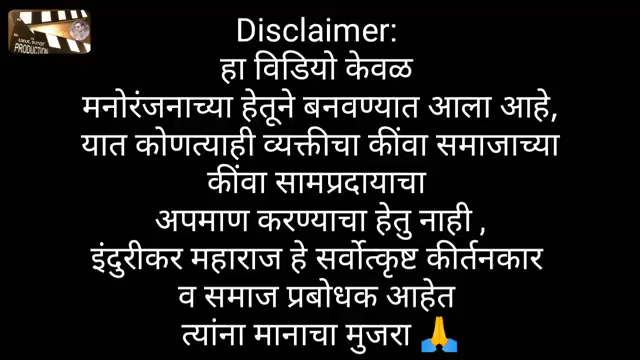 PRODUCTION
Disclaimer:
हा विडियो केवळ
मनोरंजनाच्या हेतूने बनवण्यात आला आहे,
यात कोणत्याही व्यक्तीचा कींवा समाजाच्या
कींवा सामप्रदायाचा
अपमाण करण्याचा हेतु नाही ,
इंदुरीकर महाराज हे सर्वोत्कृष्ट कीर्तनकार
व समाज प्रबोधक आहेत
त्यांना मानाचा मुजरा 🙏